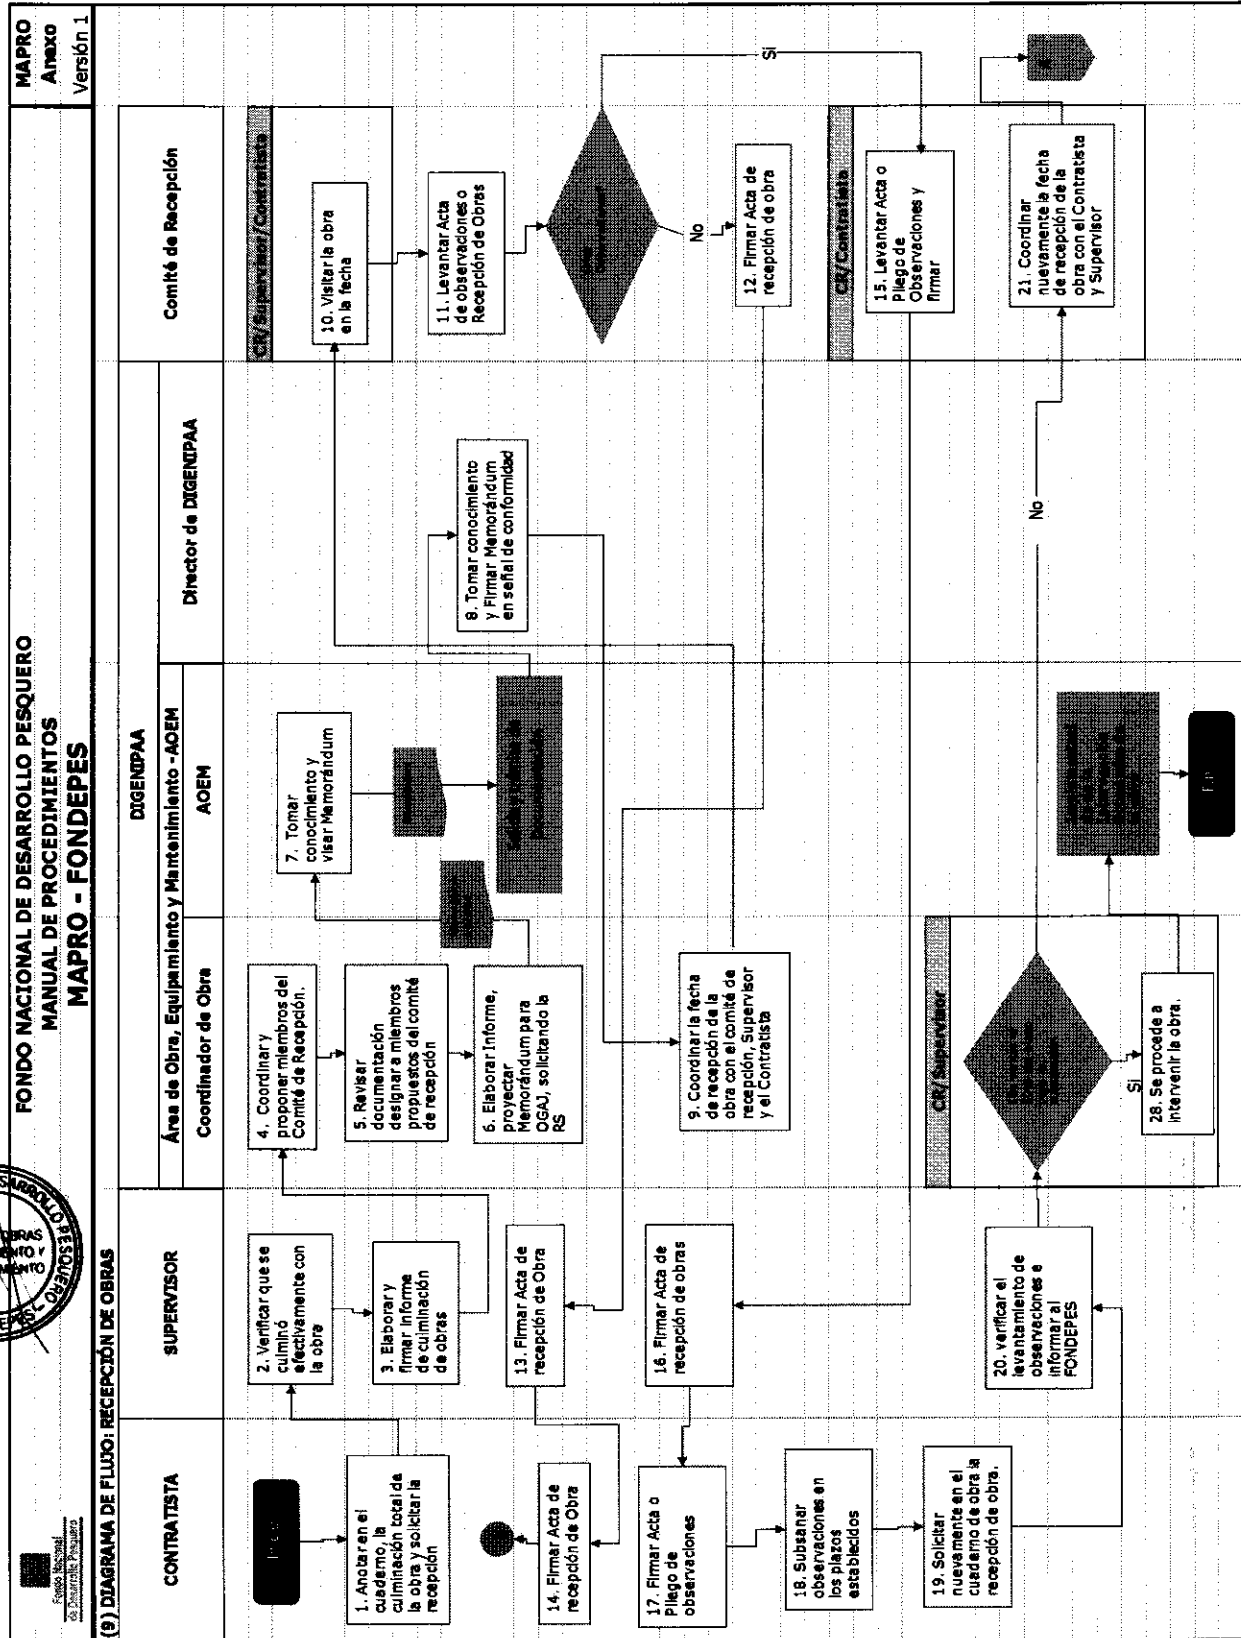 Fondo Nacional
de Desarrollo Pesquero
FONDO NACIONAL DE DESARROLLO PESQUERO
MANUAL DE PROCEDIMIENTOS
MAPRO - FONDEPES
MAPRO
Anexo
Versión 1
(9) DIAGRAMA DE FLUJO: RECEPCIÓN DE OBRAS
CONTRATISTA
SUPERVISOR
DIGENIPAA
Área de Obra, Equipamiento y Mantenimiento -AOEM
Coordinador de Obra
AOEM
Director de DIGENIPAA
Comité de Recepción
1. Anotar en el
cuaderno, la
culminación total de
la obra y solicitar la
recepción
2. Verificar que se
culminó
efectivamente con
la obra
3. Elaborar y
firmar informe
de culminación
de obras
4. Coordinar y
proponer miembros del
Comité de Recepción.
5. Revisar
documentación
designar a miembros
propuestos del comité
de recepción
6. Elaborar Informe,
proyectar
Memorándum para
OGAJ, solicitando la
RS
7. Tomar
conocimiento y
visar Memorándum
8. Tomar conocimiento
y Firmar Memorándum
en señal de conformidad
9. Coordinar la fecha
de recepción de la
obra con el comité de
recepción, Supervisor
y el Contratista
CR/Supervisor/Contratista
10. Visitar la obra
en la fecha
11. Levantar Acta
de observaciones o
Recepción de Obras
No
Si
12. Firmar Acta de
recepción de obra
13. Firmar Acta de
recepción de Obra
14. Firmar Acta de
recepción de Obra
CR/Contratista
15. Levantar Acta o
Pliego de
Observaciones y
firmar
16. Firmar Acta de
recepción de obras
17. Firmar Acta o
Pliego de
observaciones
18. Subsanar
observaciones en
los plazos
establecidos
19. Solicitar
nuevamente en el
cuaderno de obra la
recepción de obra.
20. verificar el
levantamiento de
observaciones e
informar al
FONDEPES
CR/Supervisor
No
Si
21. Coordinar
nuevamente la fecha
de recepción de la
obra con el Contratista
y Supervisor
28. Se procede a
intervenir la obra.
Fin